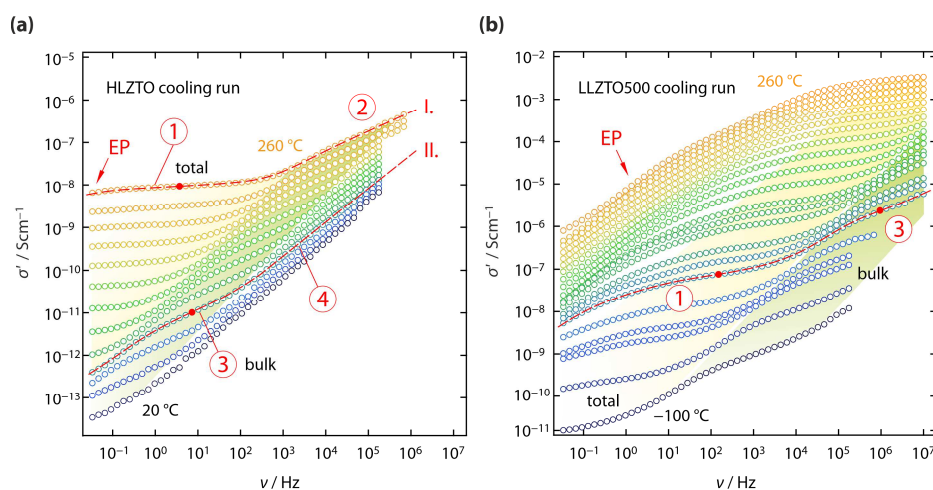 (a)
10⁻⁵
10⁻⁶
10⁻⁷
10⁻⁸
10⁻⁹
10⁻¹⁰
10⁻¹¹
10⁻¹²
10⁻¹³
σ' / Scm⁻¹
HLZTO cooling run
EP
1
total
260 °C
2
I.
II.
4
3
bulk
20 °C
10⁻¹ 10⁰ 10¹ 10² 10³ 10⁴ 10⁵ 10⁶ 10⁷
ν / Hz
(b)
10⁻²
10⁻³
10⁻⁴
10⁻⁵
10⁻⁶
10⁻⁷
10⁻⁸
10⁻⁹
10⁻¹⁰
10⁻¹¹
σ' / Scm⁻¹
LLZTO500 cooling run
260 °C
EP
3
bulk
1
total
−100 °C
10⁻¹ 10⁰ 10¹ 10² 10³ 10⁴ 10⁵ 10⁶ 10⁷
ν / Hz